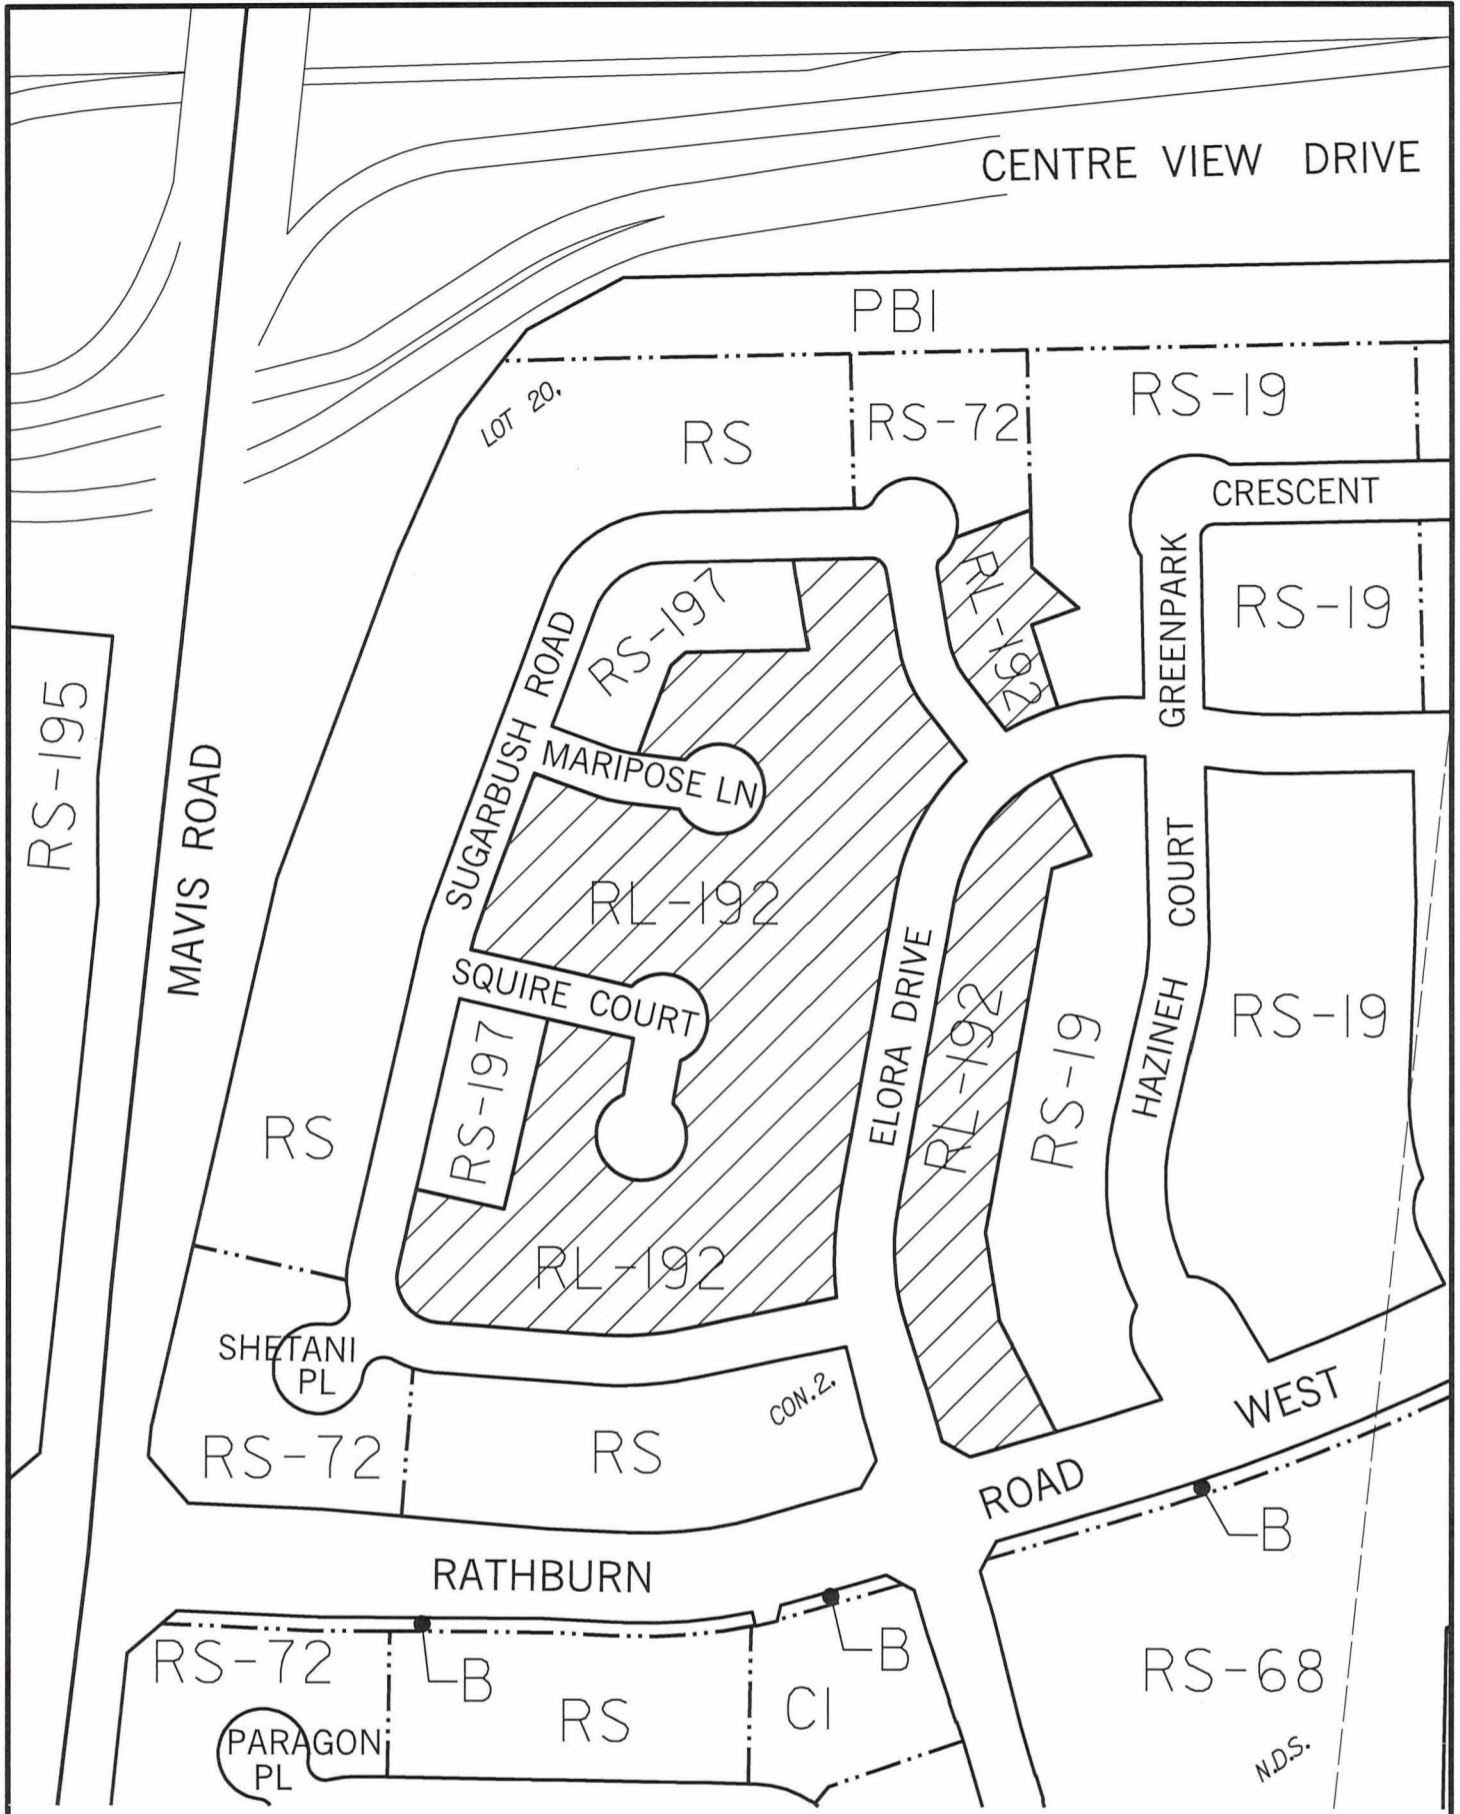 CENTRE VIEW DRIVE
PBI
LOT 20,
RS
RS-72
RS-19
CRESCENT
RL-192
GREENPARK
RS-19
RS-197
SUGARBUSH ROAD
RS-195
MAVIS ROAD
MARIPOSE LN
RL-192
COURT
HAZINEH
SQUIRE COURT
ELORA DRIVE
RL-192
RS-19
RS-19
RS-197
RS
RL-192
SHETANI
PL
CON.2,
WEST
RS-72
RS
ROAD
B
RATHBURN
RS-72
B
RS
CI
B
RS-68
PARAGON
PL
N.D.S.